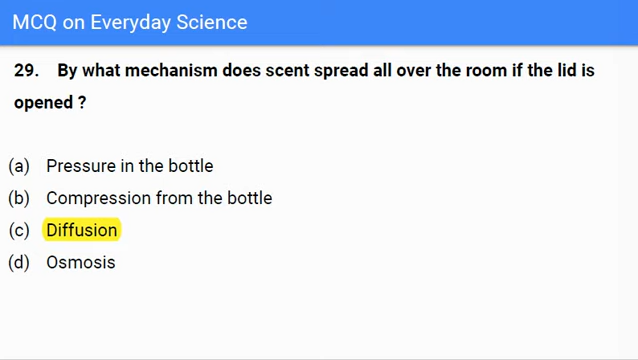 MCQ on Everyday Science
29. By what mechanism does scent spread all over the room if the lid is
opened ?
(a) Pressure in the bottle
(b) Compression from the bottle
(c) Diffusion
(d) Osmosis